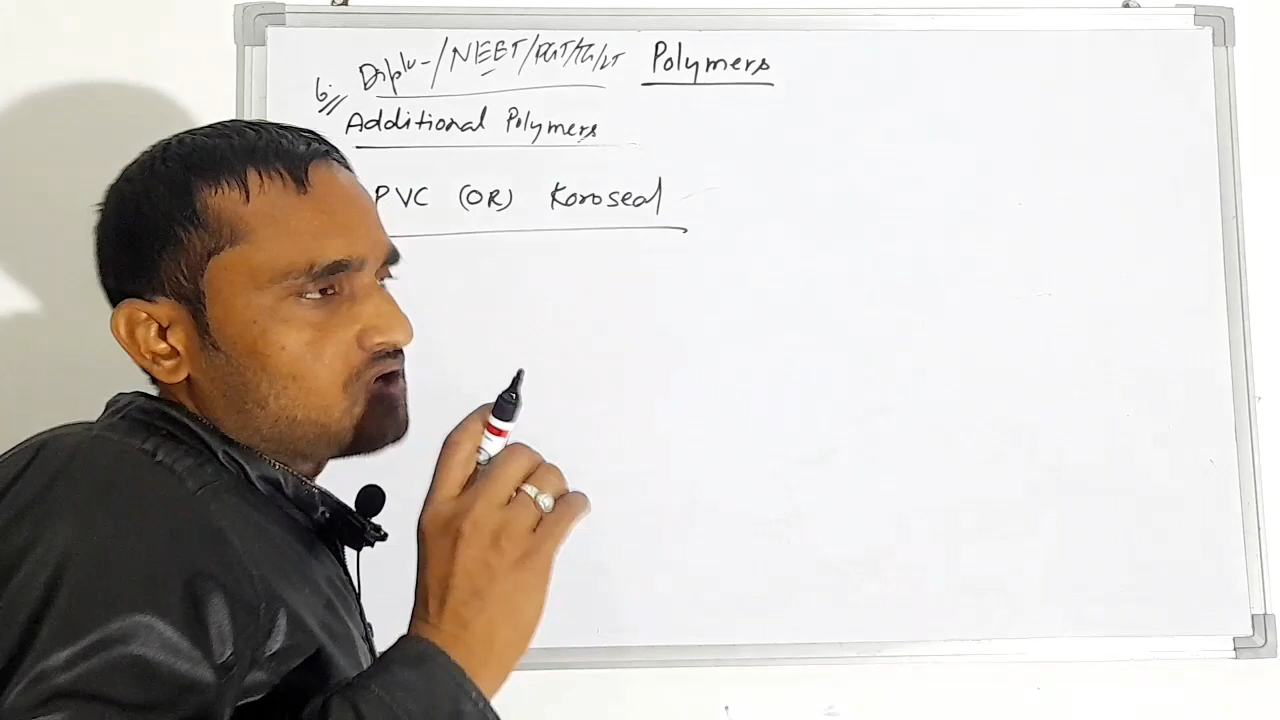 6. Diplo-/NEET/PGT/TGT/LT Polymers
Additional Polymers
PVC (OR) Koroseal